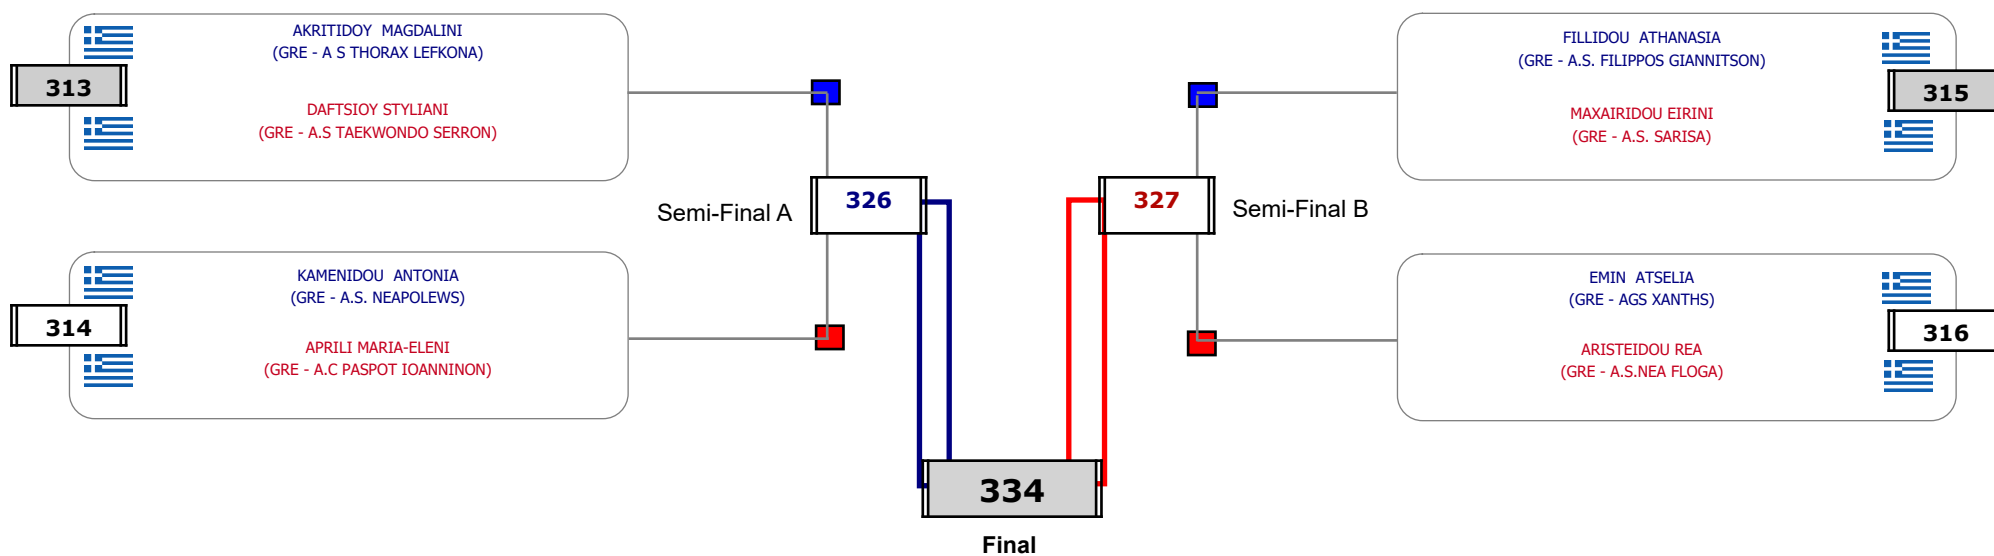 AKRITIDOY MAGDALINI
(GRE - A S THORAX LEFKONA)
313
DAFTSIOY STYLIANI
(GRE - A.S TAEKWONDO SERRON)
FILLIDOU ATHANASIA
(GRE - A.S. FILIPPOS GIANNITSON)
315
MAXAIRIDOU EIRINI
(GRE - A.S. SARISA)
326
Semi-Final A
327
Semi-Final B
KAMENIDOU ANTONIA
(GRE - A.S. NEAPOLEWS)
314
APRILI MARIA-ELENI
(GRE - A.C PASPOT IOANNINON)
EMIN ATSELIA
(GRE - AGS XANTHS)
316
ARISTEIDOU REA
(GRE - A.S.NEA FLOGA)
334
Final